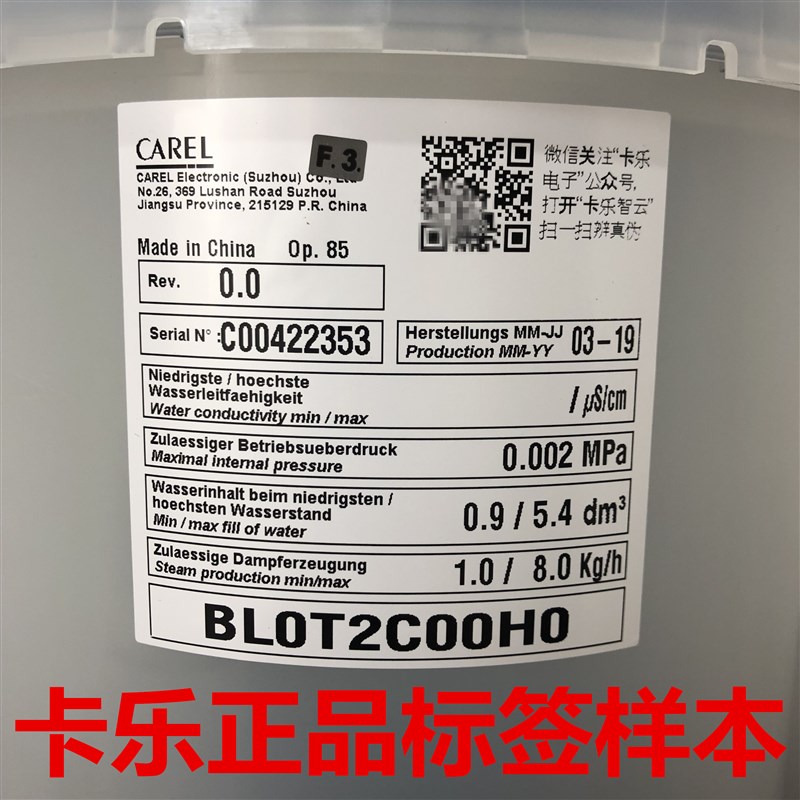 CAREL
F.3.
CAREL Electronic (Suzhou) Co., Ltd
No.26, 369 Lushan Road Suzhou
Jiangsu Province, 215129 P.R. China
微信关注“卡乐
电子”公众号,
打开“卡乐智云”
扫一扫辨真伪
Made in China Op. 85
Rev. 0.0
Serial N° : C00422353
Herstellungs MM-JJ
Production MM-YY 03-19
Niedrigste / hoechste
Wasserleitfaehigkeit
Water conductivity min / max
/ µS/cm
Zulaessiger Betriebsueberdruck
Maximal internal pressure
0.002 MPa
Wasserinhalt beim niedrigsten /
hoechsten Wasserstand
Min / max fill of water
0.9 / 5.4 dm³
Zulaessige Dampferzeugung
Steam production min/max
1.0 / 8.0 Kg/h
BL0T2C00H0
卡乐正品标签样本